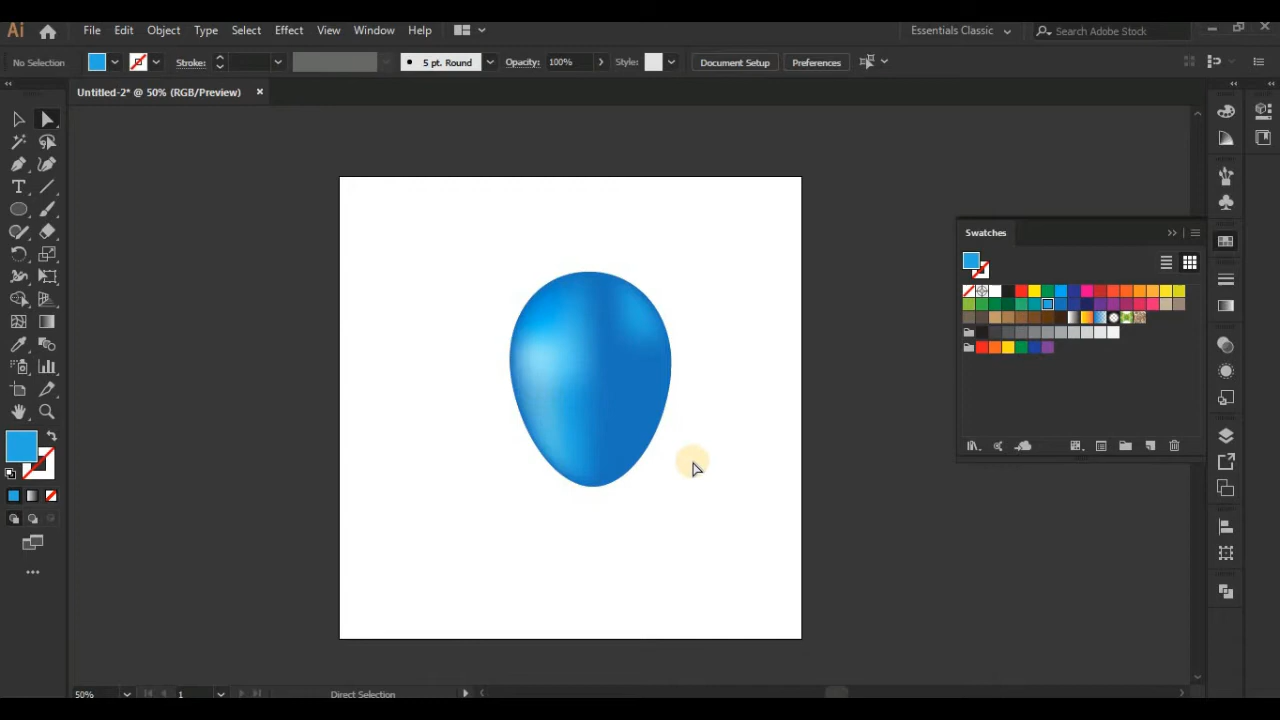 Ai File Edit Object Type Select Effect View Window Help Essentials Classic Search Adobe Stock
No Selection Stroke: 5 pt. Round Opacity: 100% Style: Document Setup Preferences
Untitled-2* @ 50% (RGB/Preview)
Swatches
50% 1 Direct Selection